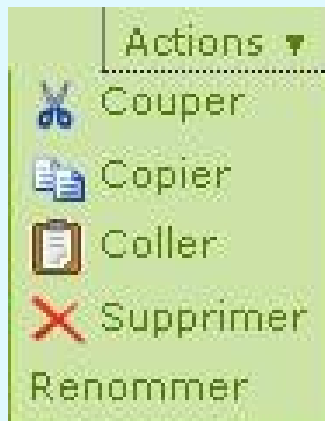 Actions ▼
Couper
Copier
Coller
Supprimer
Renommer